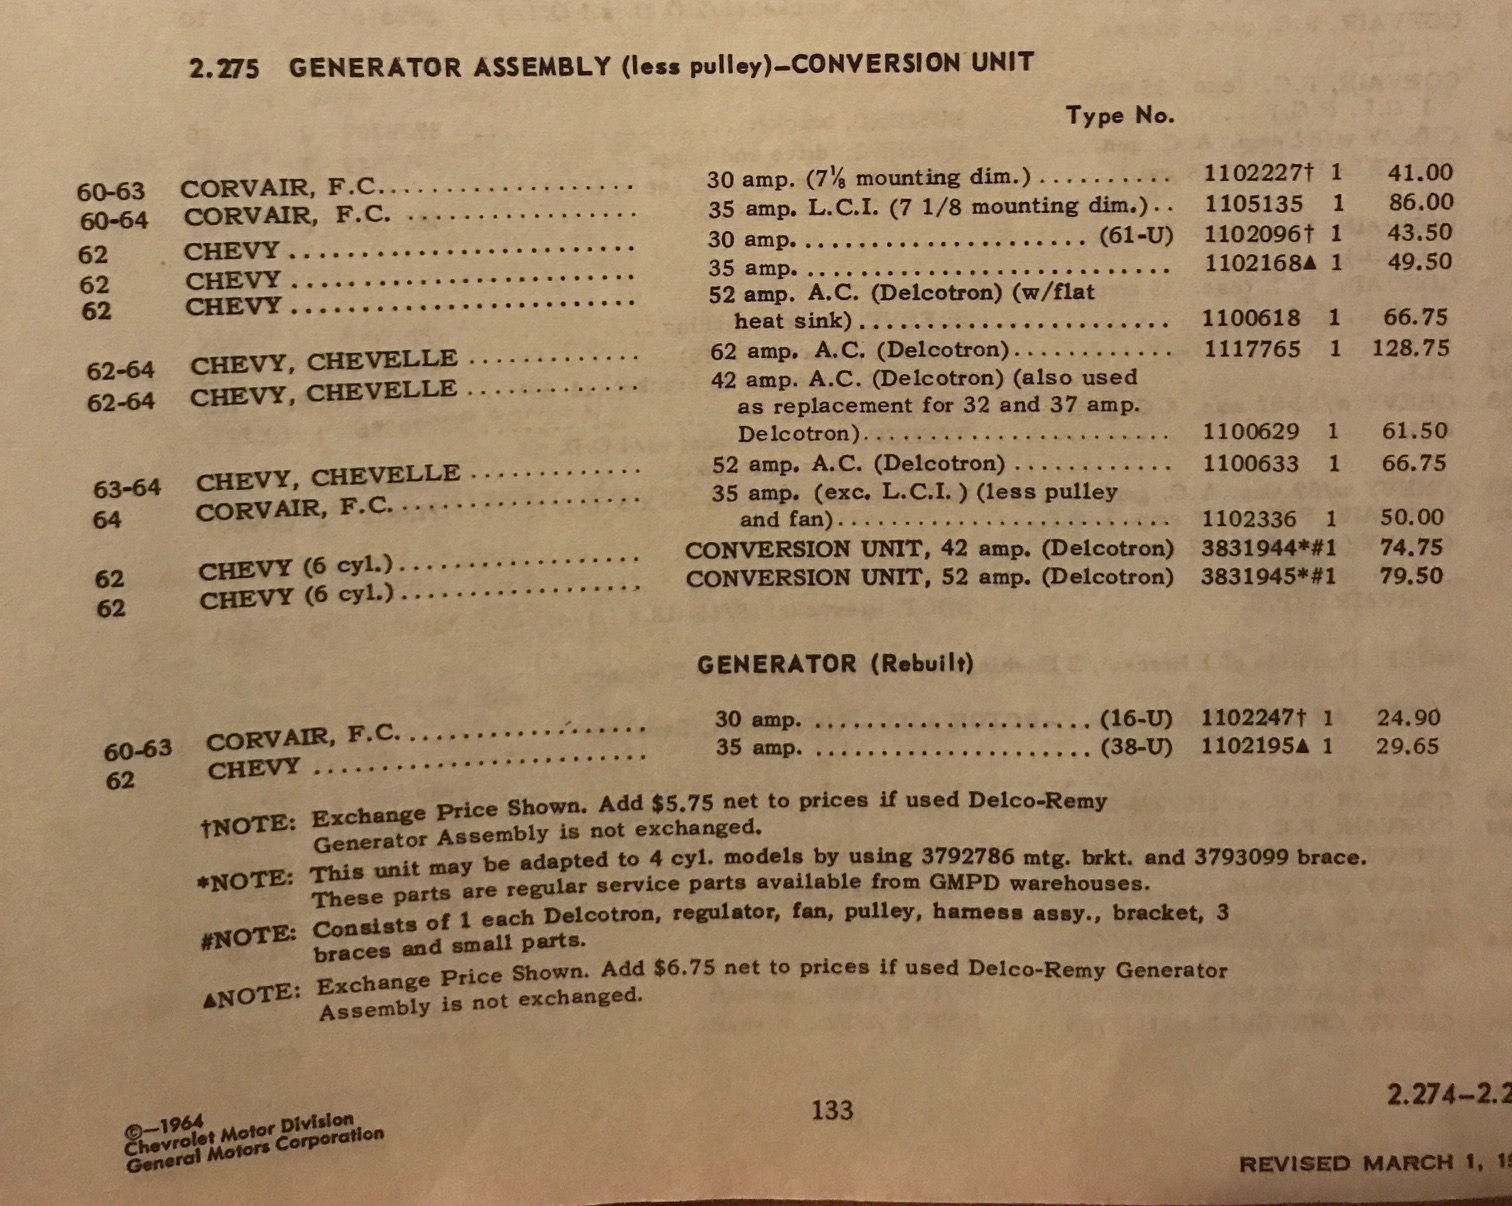 2.275 GENERATOR ASSEMBLY (less pulley)–CONVERSION UNIT
Type No.
60-63 CORVAIR, F.C. 30 amp. (7⅛ mounting dim.) 1102227† 1 41.00
60-64 CORVAIR, F.C. 35 amp. L.C.I. (7 1/8 mounting dim.) 1105135 1 86.00
62 CHEVY 30 amp. (61-U) 1102096† 1 43.50
62 CHEVY 35 amp. 1102168▲ 1 49.50
62 CHEVY 52 amp. A.C. (Delcotron) (w/flat
heat sink) 1100618 1 66.75
62-64 CHEVY, CHEVELLE 62 amp. A.C. (Delcotron) 1117765 1 128.75
62-64 CHEVY, CHEVELLE 42 amp. A.C. (Delcotron) (also used
as replacement for 32 and 37 amp.
Delcotron) 1100629 1 61.50
63-64 CHEVY, CHEVELLE 52 amp. A.C. (Delcotron) 1100633 1 66.75
64 CORVAIR, F.C. 35 amp. (exc. L.C.I.) (less pulley
and fan) 1102336 1 50.00
62 CHEVY (6 cyl.) CONVERSION UNIT, 42 amp. (Delcotron) 3831944*#1 74.75
62 CHEVY (6 cyl.) CONVERSION UNIT, 52 amp. (Delcotron) 3831945*#1 79.50
GENERATOR (Rebuilt)
60-63 CORVAIR, F.C. 30 amp. (16-U) 1102247† 1 24.90
62 CHEVY 35 amp. (38-U) 1102195▲ 1 29.65
†NOTE: Exchange Price Shown. Add $5.75 net to prices if used Delco-Remy
Generator Assembly is not exchanged.
*NOTE: This unit may be adapted to 4 cyl. models by using 3792786 mtg. brkt. and 3793099 brace.
These parts are regular service parts available from GMPD warehouses.
#NOTE: Consists of 1 each Delcotron, regulator, fan, pulley, harness assy., bracket, 3
braces and small parts.
▲NOTE: Exchange Price Shown. Add $6.75 net to prices if used Delco-Remy Generator
Assembly is not exchanged.
©–1964
Chevrolet Motor Division
General Motors Corporation
133
2.274–2.2
REVISED MARCH 1, 19